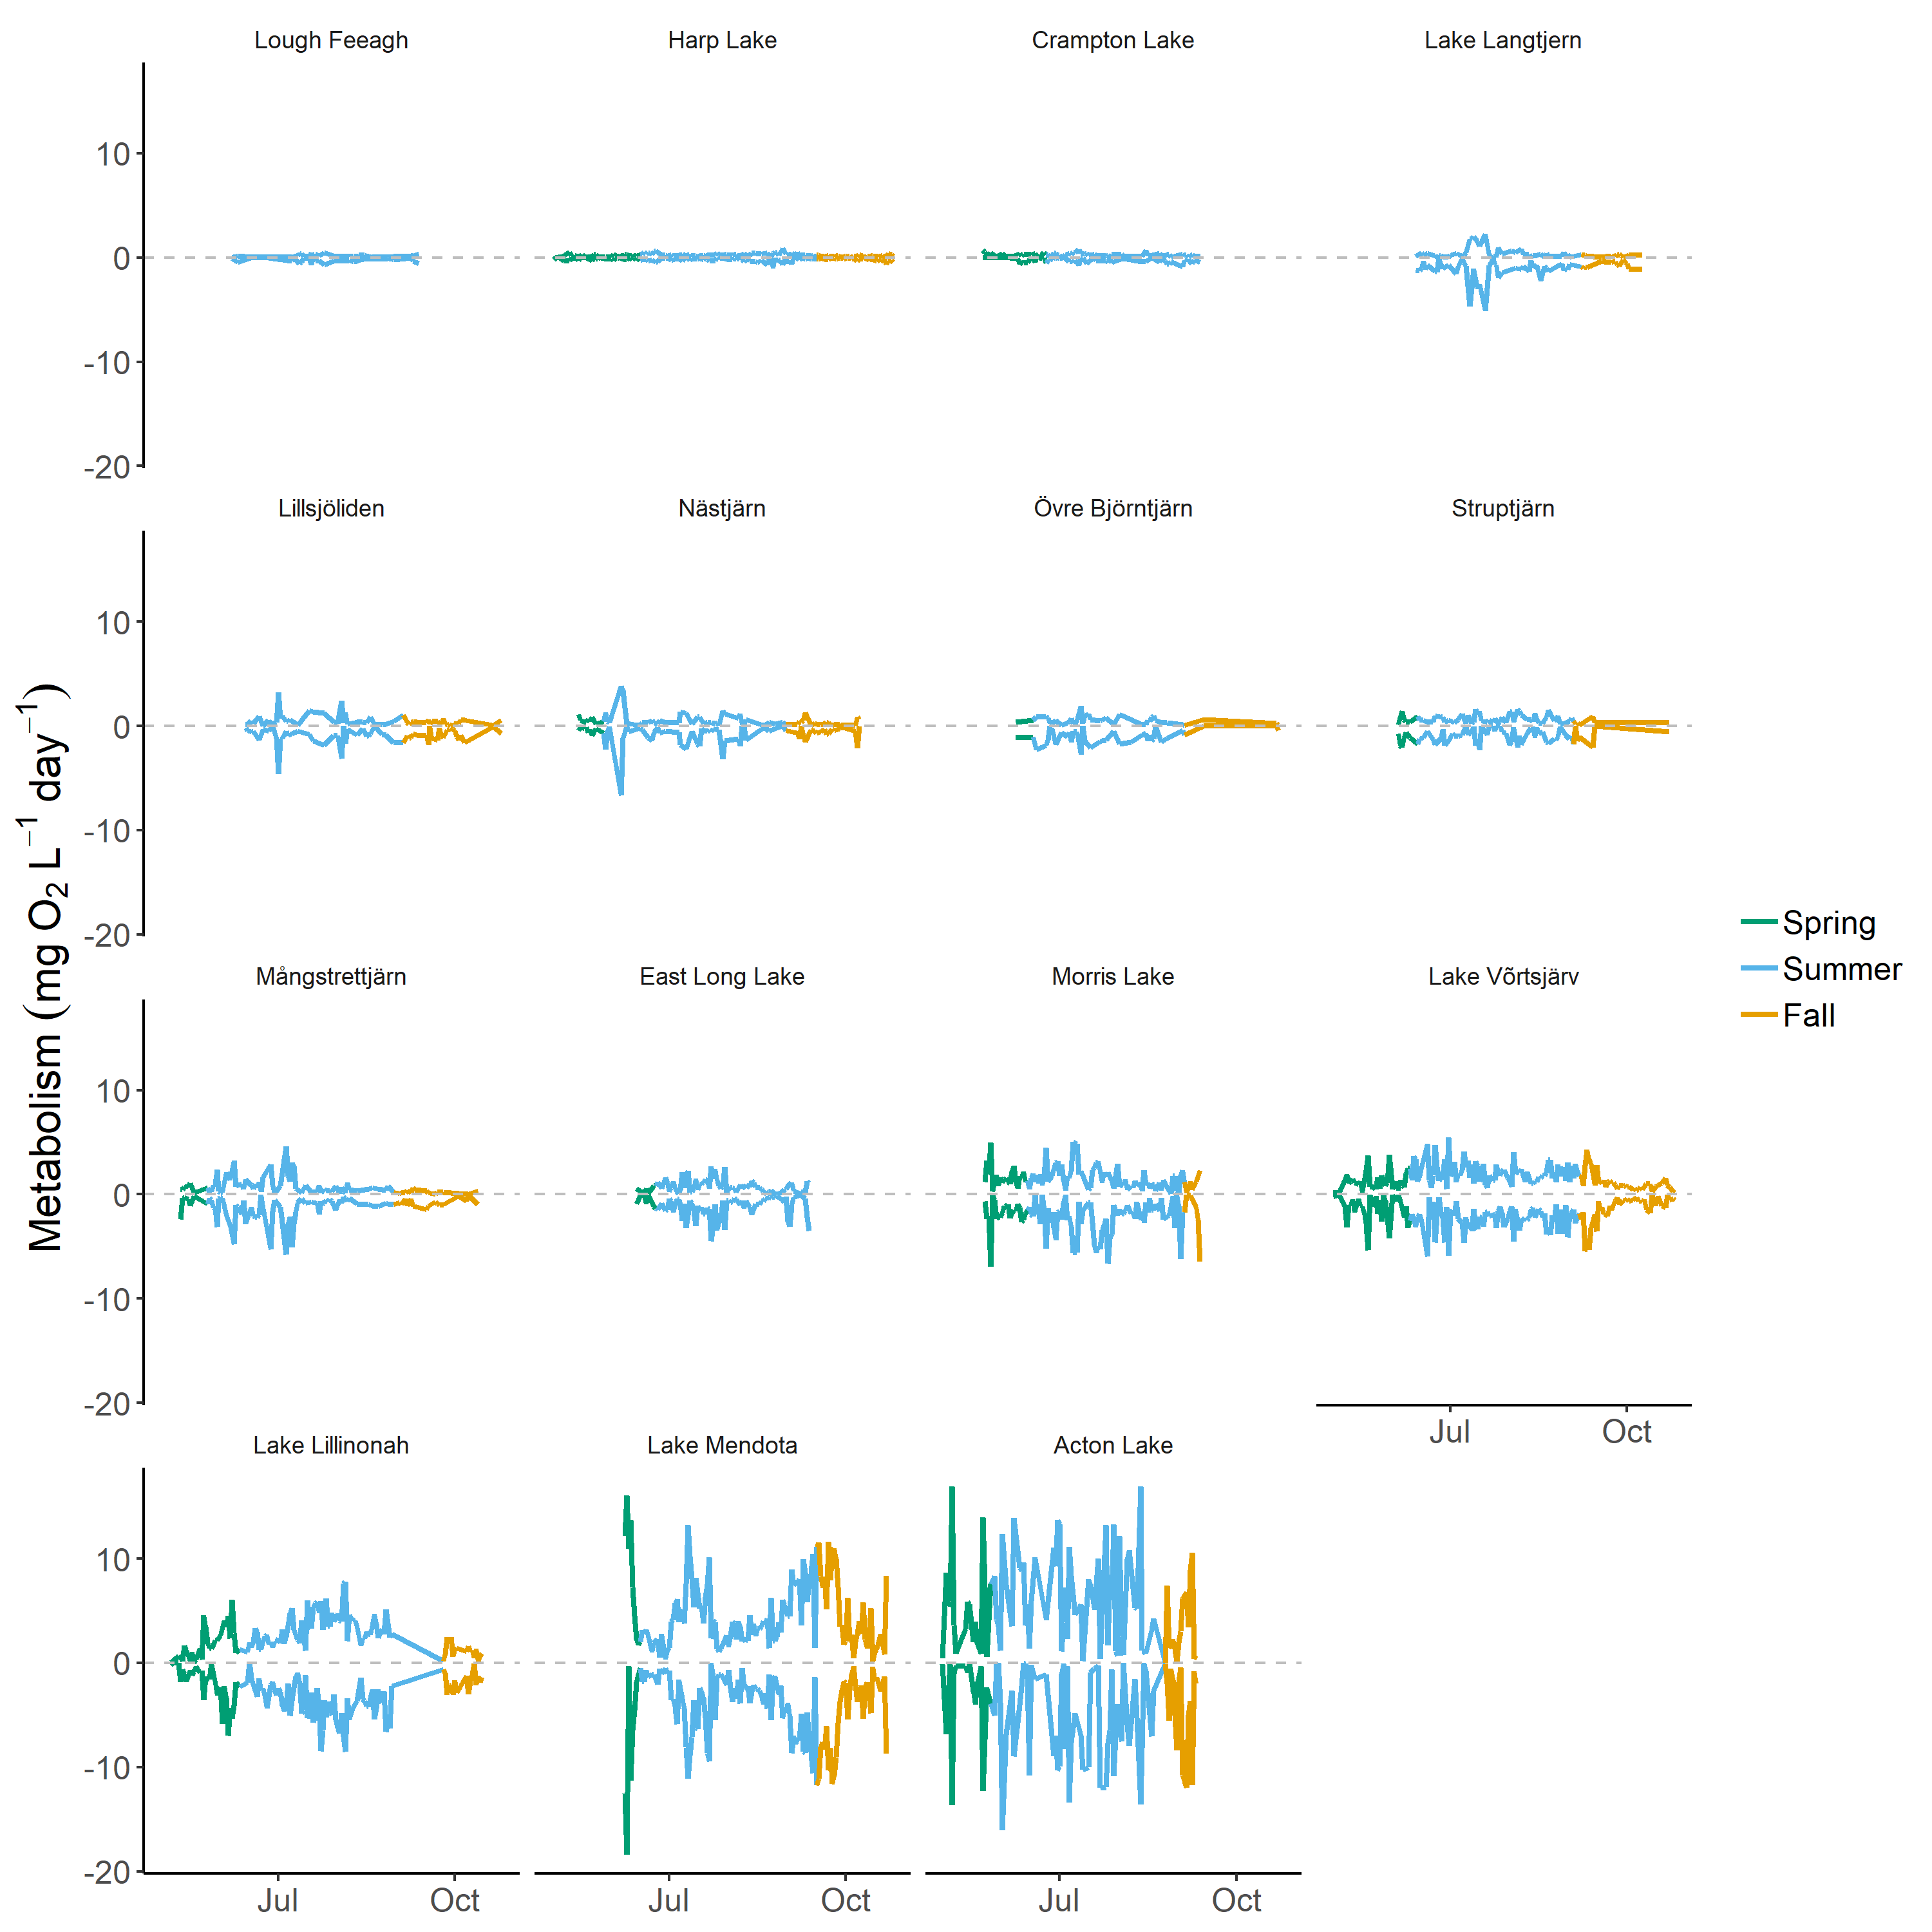 Lough Feeagh Harp Lake Crampton Lake Lake Langtjern
10
0
-10
-20
Lillsjöliden Nästjärn Övre Björntjärn Struptjärn
10
0
-10
-20
Metabolism (mg O₂ L⁻¹ day⁻¹)
Spring
Summer
Fall
Mångstrettjärn East Long Lake Morris Lake Lake Võrtsjärv
10
0
-10
-20
Jul Oct
Lake Lillinonah Lake Mendota Acton Lake
10
0
-10
-20
Jul Oct Jul Oct Jul Oct